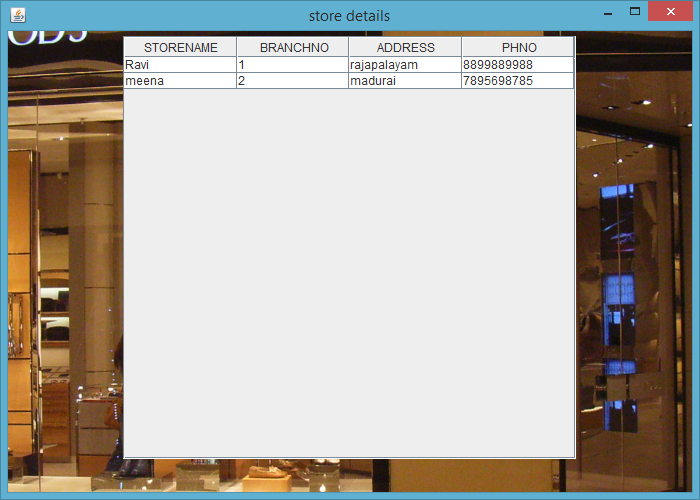 store details
STORENAME BRANCHNO ADDRESS PHNO
Ravi 1 rajapalayam 8899889988
meena 2 madurai 7895698785